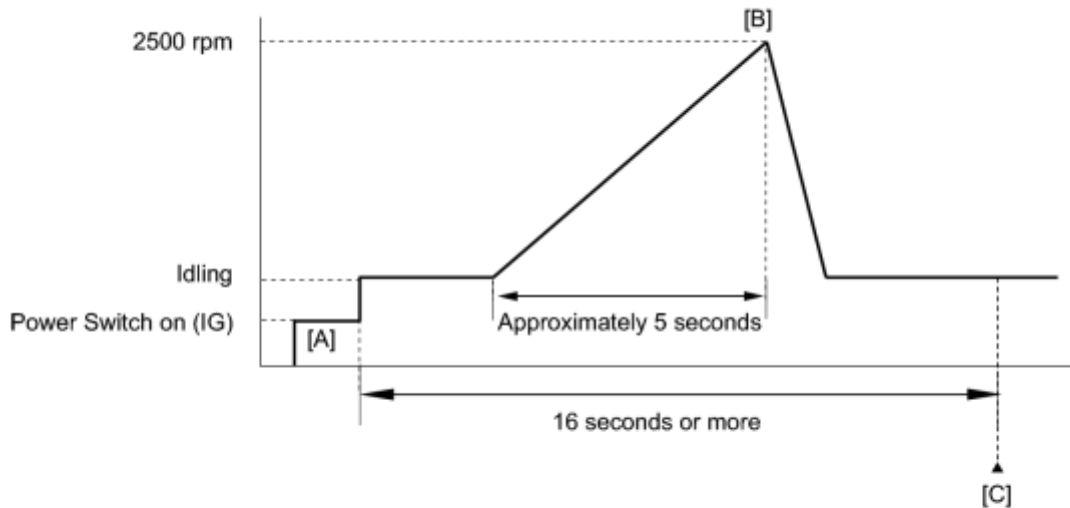 [B]
2500 rpm
Idling
Power Switch on (IG)
[A]
Approximately 5 seconds
16 seconds or more
[C]